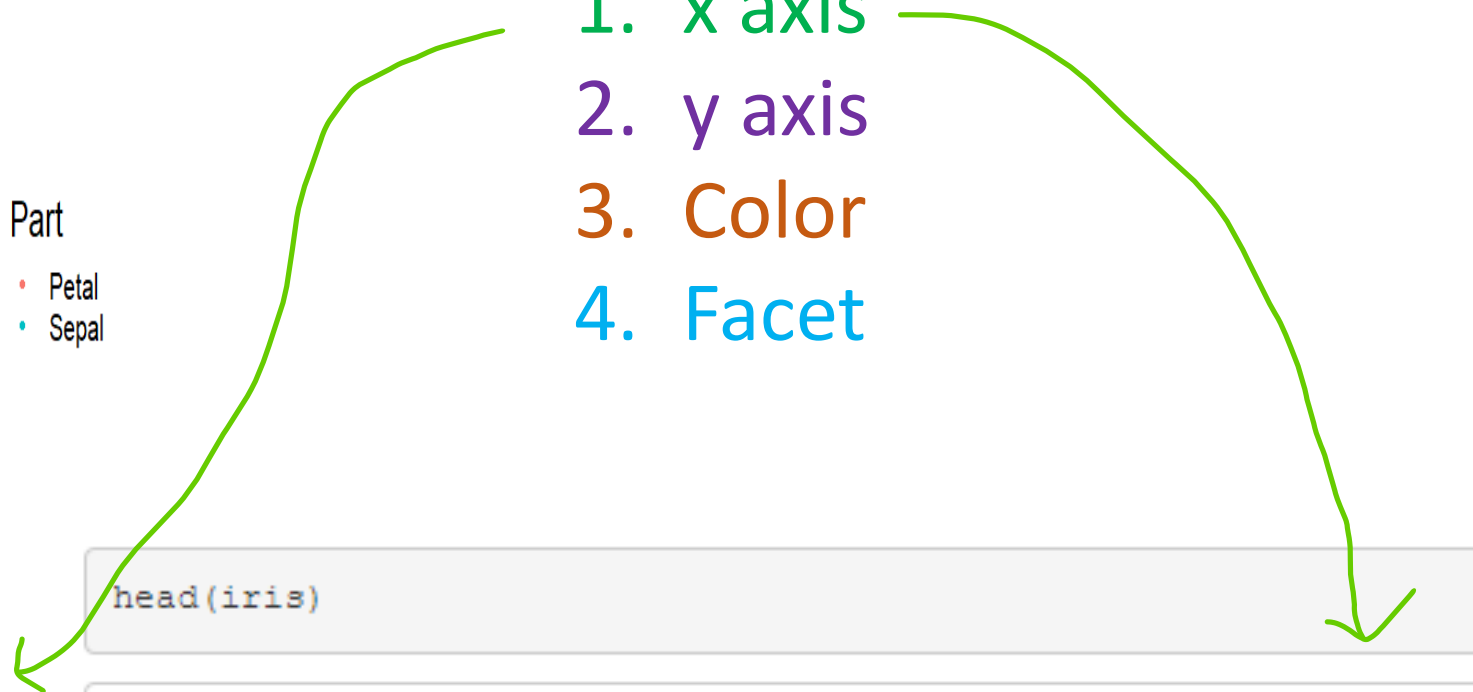 1. x axis
2. y axis
3. Color
4. Facet
Part
Petal
Sepal
head(iris)